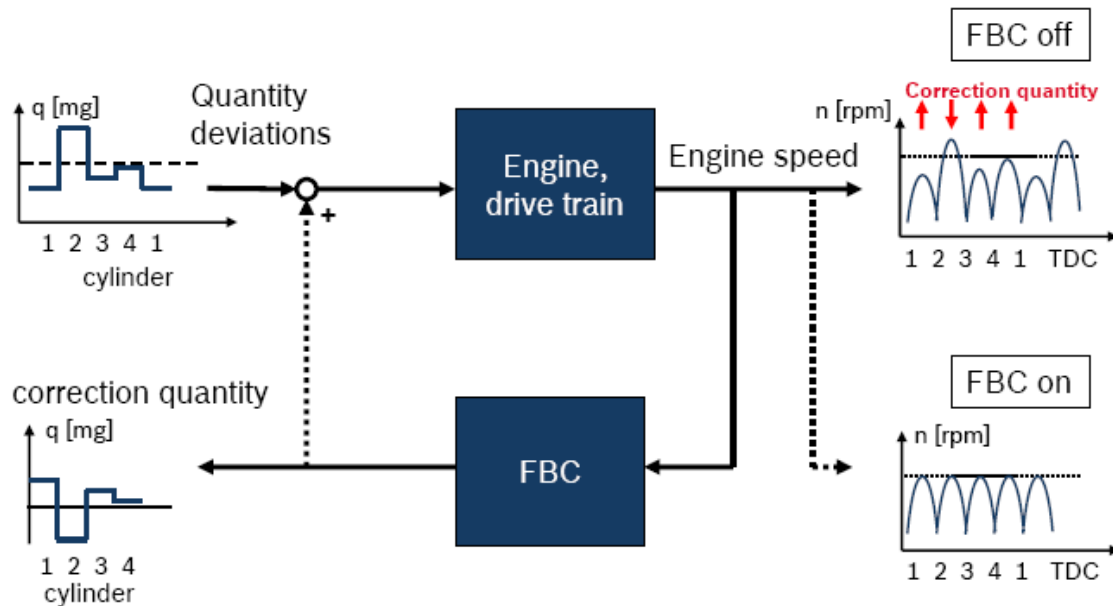 FBC off
q [mg]
Quantity
deviations
1 2 3 4 1
cylinder
+
Engine,
drive train
Engine speed
Correction quantity
n [rpm]
1 2 3 4 1 TDC
correction quantity
q [mg]
1 2 3 4
cylinder
FBC
FBC on
n [rpm]
1 2 3 4 1 TDC